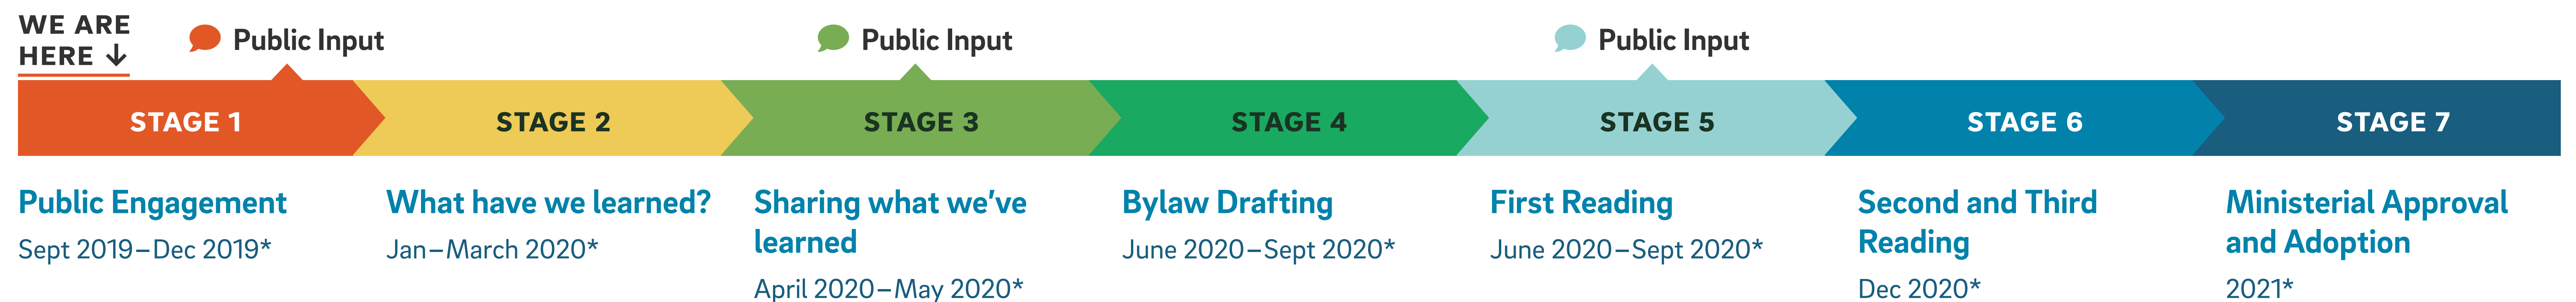 WE ARE
HERE ↓
Public Input
Public Input
Public Input
STAGE 1
STAGE 2
STAGE 3
STAGE 4
STAGE 5
STAGE 6
STAGE 7
Public Engagement
Sept 2019–Dec 2019*
What have we learned?
Jan–March 2020*
Sharing what we’ve
learned
April 2020–May 2020*
Bylaw Drafting
June 2020–Sept 2020*
First Reading
June 2020–Sept 2020*
Second and Third
Reading
Dec 2020*
Ministerial Approval
and Adoption
2021*